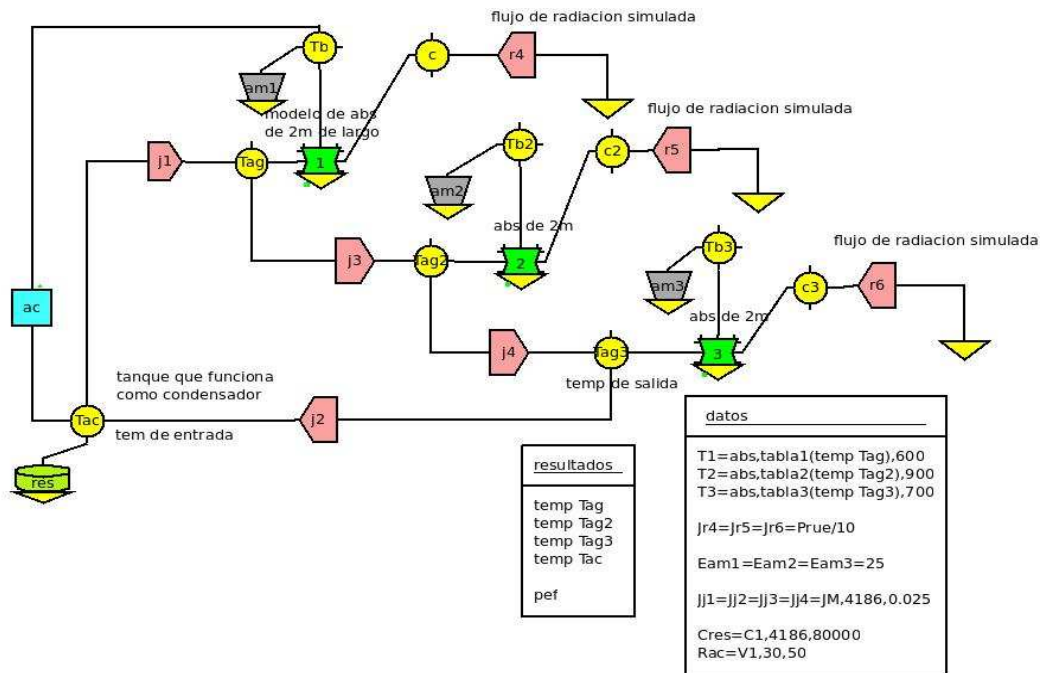 flujo de radiacion simulada
Tb
c
r4
am1
modelo de abs
de 2m de largo
flujo de radiacion simulada
j1
Tag
1
Tb2
c2
r5
am2
abs de 2m
flujo de radiacion simulada
j3
Tag2
2
Tb3
c3
r6
am3
abs de 2m
ac
j4
Tag3
3
temp de salida
tanque que funciona
como condensador
Tac
j2
tem de entrada
res
resultados
temp Tag
temp Tag2
temp Tag3
temp Tac
pef
datos
T1=abs,tabla1(temp Tag),600
T2=abs,tabla2(temp Tag2),900
T3=abs,tabla3(temp Tag3),700
Jr4=Jr5=Jr6=Prue/10
Eam1=Eam2=Eam3=25
Jj1=Jj2=Jj3=Jj4=JM,4186,0.025
Cres=C1,4186,80000
Rac=V1,30,50